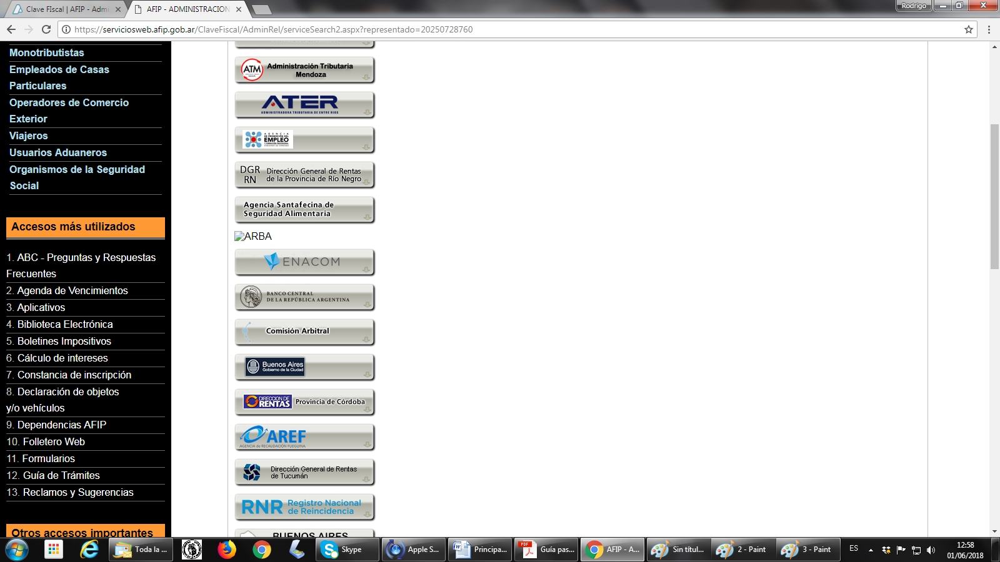 Clave FIscal | AFIP - Admi
AFIP - ADMINISTRACION
Rodrigo
https://serviciosweb.afip.gob.ar/ClaveFiscal/AdminRel/serviceSearch2.aspx?representado=20250728760
Monotributistas
Empleados de Casas
Particulares
Operadores de Comercio
Exterior
Viajeros
Usuarios Aduaneros
Organismos de la Seguridad
Social
Accesos más utilizados
1. ABC - Preguntas y Respuestas
Frecuentes
2. Agenda de Vencimientos
3. Aplicativos
4. Biblioteca Electrónica
5. Boletines Impositivos
6. Cálculo de intereses
7. Constancia de inscripción
8. Declaración de objetos
y/o vehículos
9. Dependencias AFIP
10. Folletero Web
11. Formularios
12. Guía de Trámites
13. Reclamos y Sugerencias
Otros accesos importantes
ATM
Administración Tributaria
Mendoza
ATER
ADMINISTRADORA TRIBUTARIA DE ENTRE RIOS
AGENCIA
DE PROMOCIÓN DEL
EMPLEO
Y FORMACIÓN PROFESIONAL
GOBIERNO DE CÓRDOBA
DGR
RN
Dirección General de Rentas
de la Provincia de Río Negro
Agencia Santafecina de
Seguridad Alimentaria
ARBA
ENACOM
BANCO CENTRAL
DE LA REPÚBLICA ARGENTINA
Comisión Arbitral
Buenos Aires
Gobierno de la Ciudad
DIRECCION DE
RENTAS
Provincia de Córdoba
AREF
AGENCIA de RECAUDACIÓN FUEGUINA
Dirección General de Rentas
de Tucumán
RNR
Registro Nacional
de Reincidencia
BUENOS AIRES
Toda la ...
Skype
Apple S...
Principa...
PDF
Guía pas...
AFIP - A...
Sin títul...
2 - Paint
3 - Paint
ES
12:58
01/06/2018